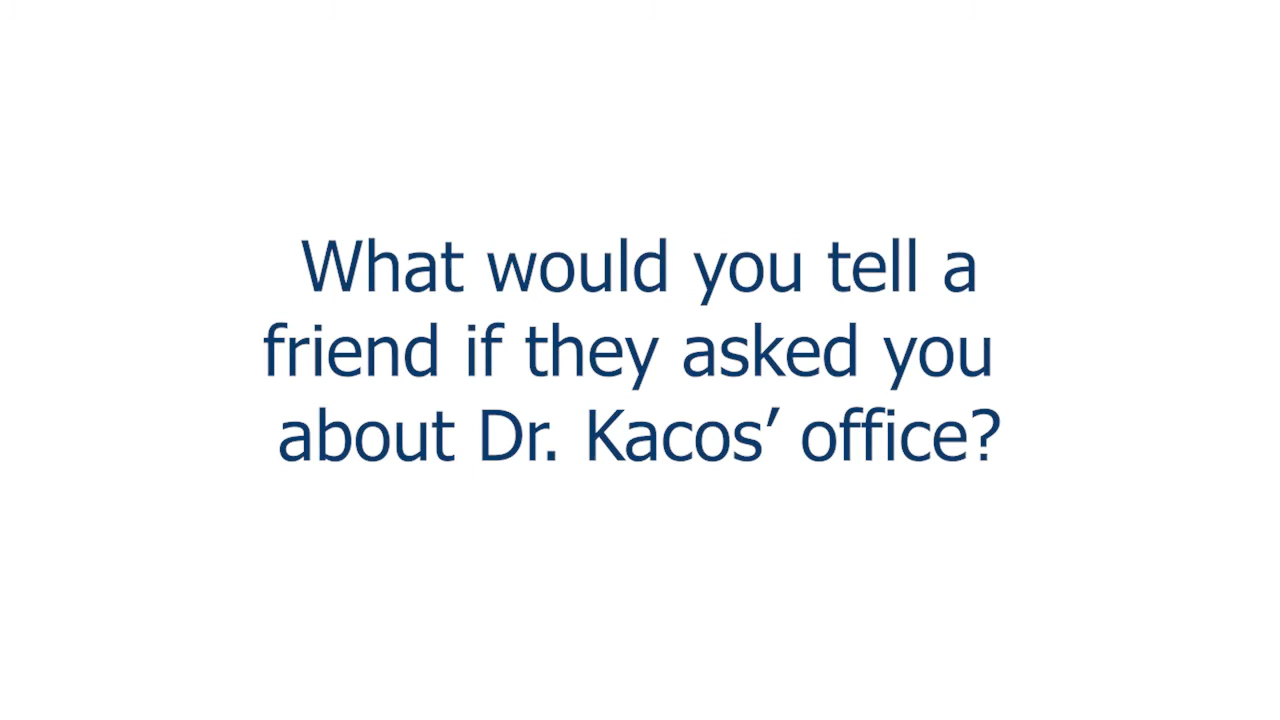 What would you tell a
friend if they asked you
about Dr. Kacos’ office?